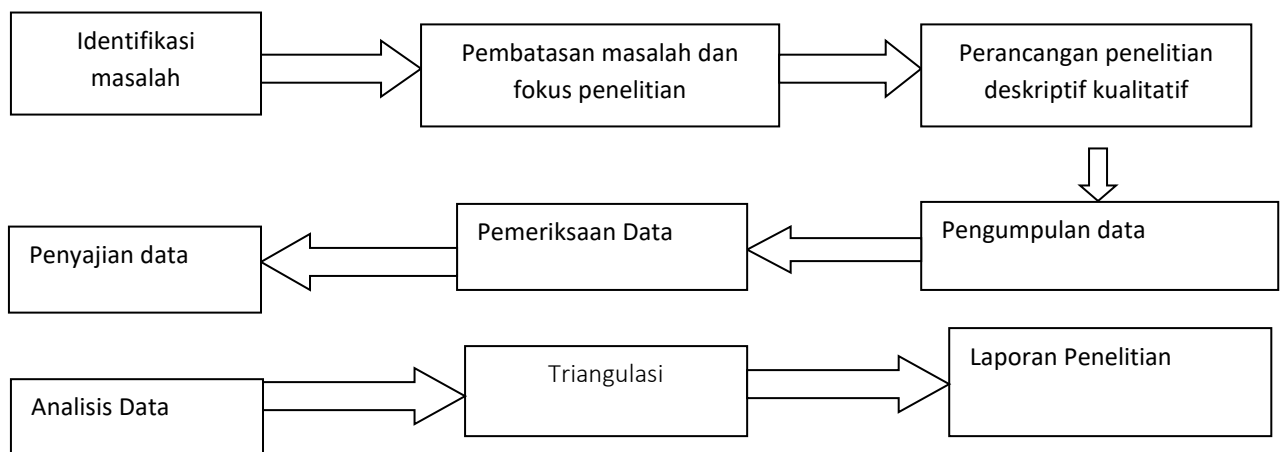 Identifikasi
masalah
Pembatasan masalah dan
fokus penelitian
Perancangan penelitian
deskriptif kualitatif
Pengumpulan data
Pemeriksaan Data
Penyajian data
Analisis Data
Triangulasi
Laporan Penelitian